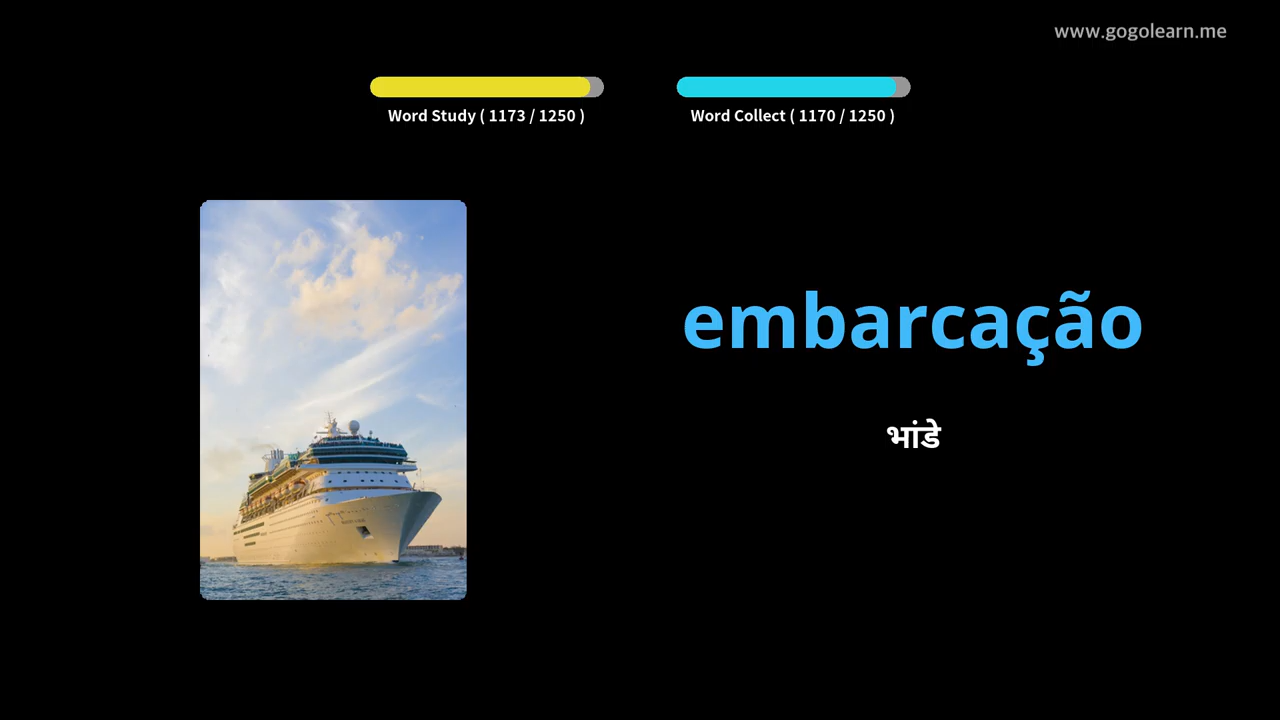 www.gogolearn.me
Word Study ( 1173 / 1250 )
Word Collect ( 1170 / 1250 )
embarcação
भांडे